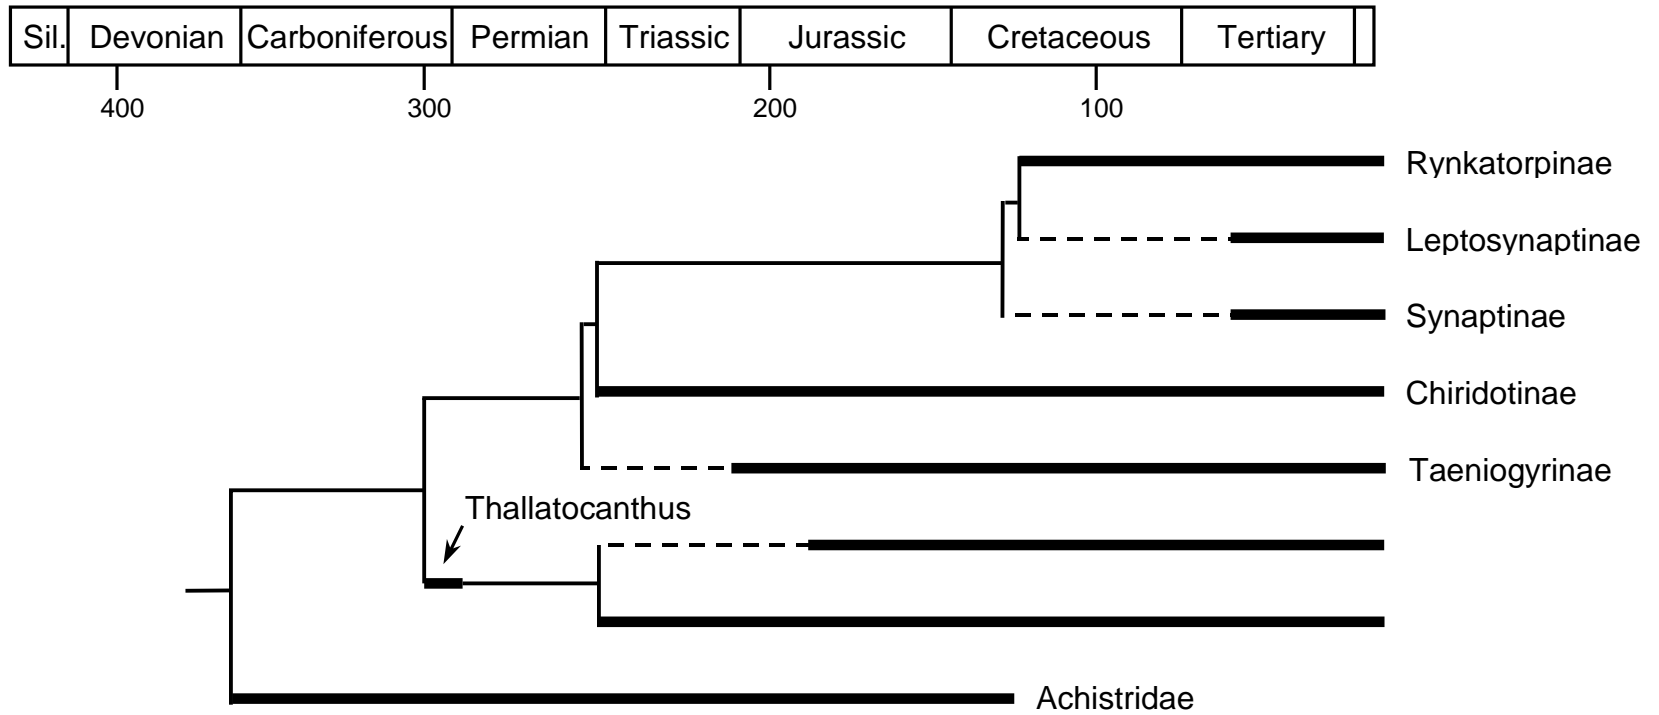 Sil. Devonian Carboniferous Permian Triassic Jurassic Cretaceous Tertiary
400 300 200 100
Rynkatorpinae
Leptosynaptinae
Synaptinae
Chiridotinae
Taeniogyrinae
Thallatocanthus
Achistridae